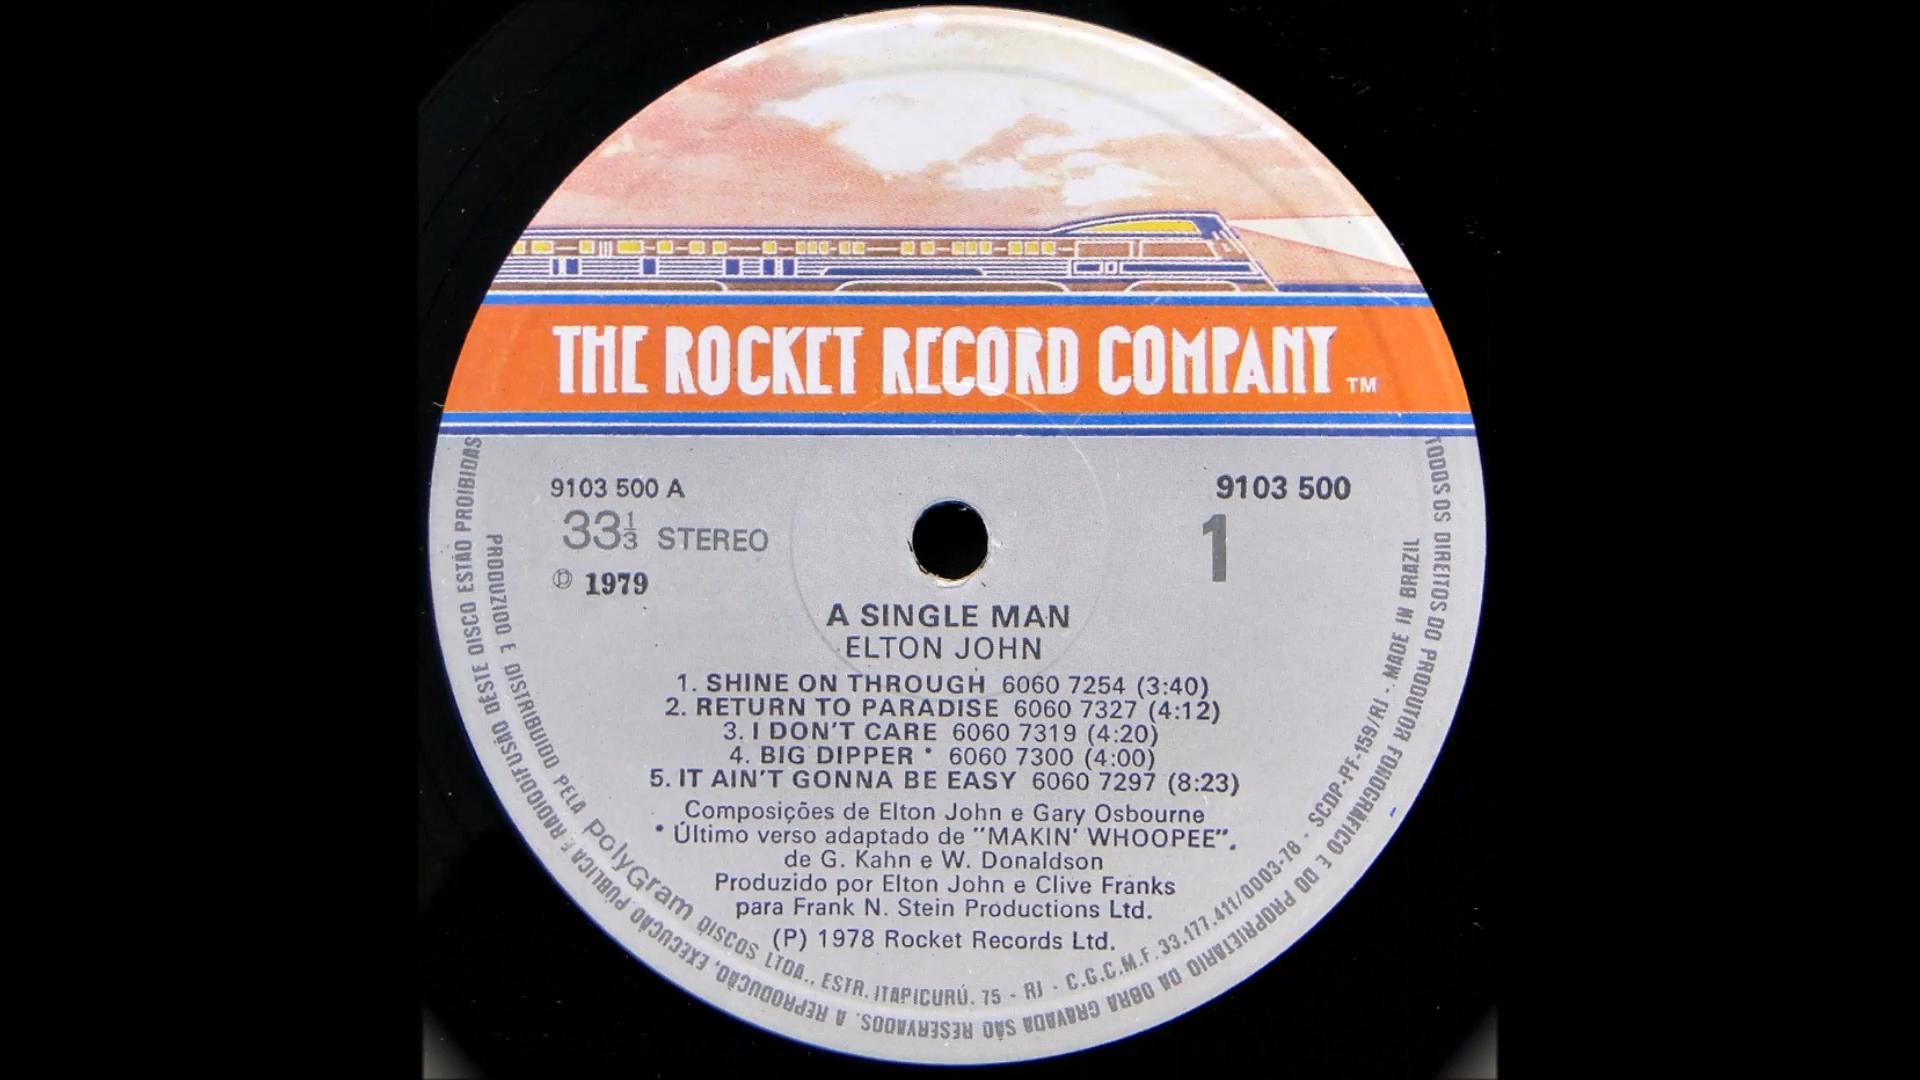 THE ROCKET RECORD COMPANY TM
9103 500 A
9103 500
33⅓ STEREO
1
℗ 1979
A SINGLE MAN
ELTON JOHN
1. SHINE ON THROUGH 6060 7254 (3:40)
2. RETURN TO PARADISE 6060 7327 (4:12)
3. I DON'T CARE 6060 7319 (4:20)
4. BIG DIPPER * 6060 7300 (4:00)
5. IT AIN'T GONNA BE EASY 6060 7297 (8:23)
Composições de Elton John e Gary Osbourne
* Último verso adaptado de "MAKIN' WHOOPEE".
de G. Kahn e W. Donaldson
Produzido por Elton John e Clive Franks
para Frank N. Stein Productions Ltd.
(P) 1978 Rocket Records Ltd.
PRODUZIDO E DISTRIBUIDO PELA polyGram DISCOS LTDA., ESTR. ITAPICURÚ. 75 - RJ - C.G.C.M.F. 33.177.411/0003-78 - SCDP-PF-159/RJ - MADE IN BRAZIL
TODOS OS DIREITOS DO PRODUTOR FONOGRÁFICO E DO PROPRIETÁRIO DA OBRA GRAVADA SÃO RESERVADOS. A REPRODUÇÃO, EXECUÇÃO PÚBLICA E RADIODIFUSÃO DESTE DISCO ESTÃO PROIBIDAS